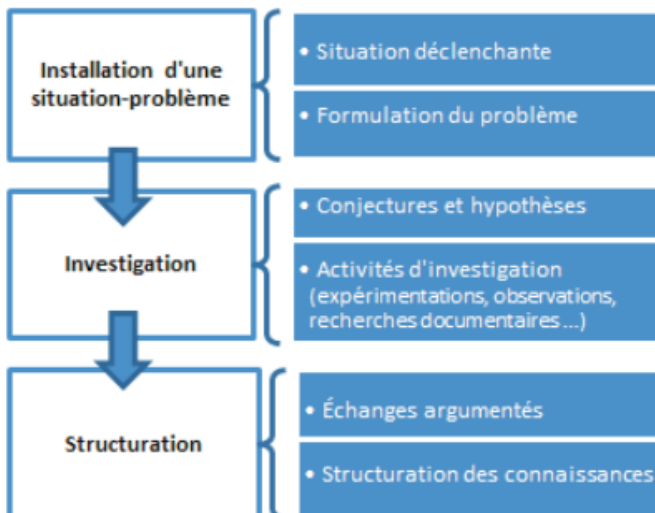 Installation d'une
situation-problème
• Situation déclenchante
• Formulation du problème
Investigation
• Conjectures et hypothèses
• Activités d'investigation
(expérimentations, observations,
recherches documentaires ...)
Structuration
• Échanges argumentés
• Structuration des connaissances